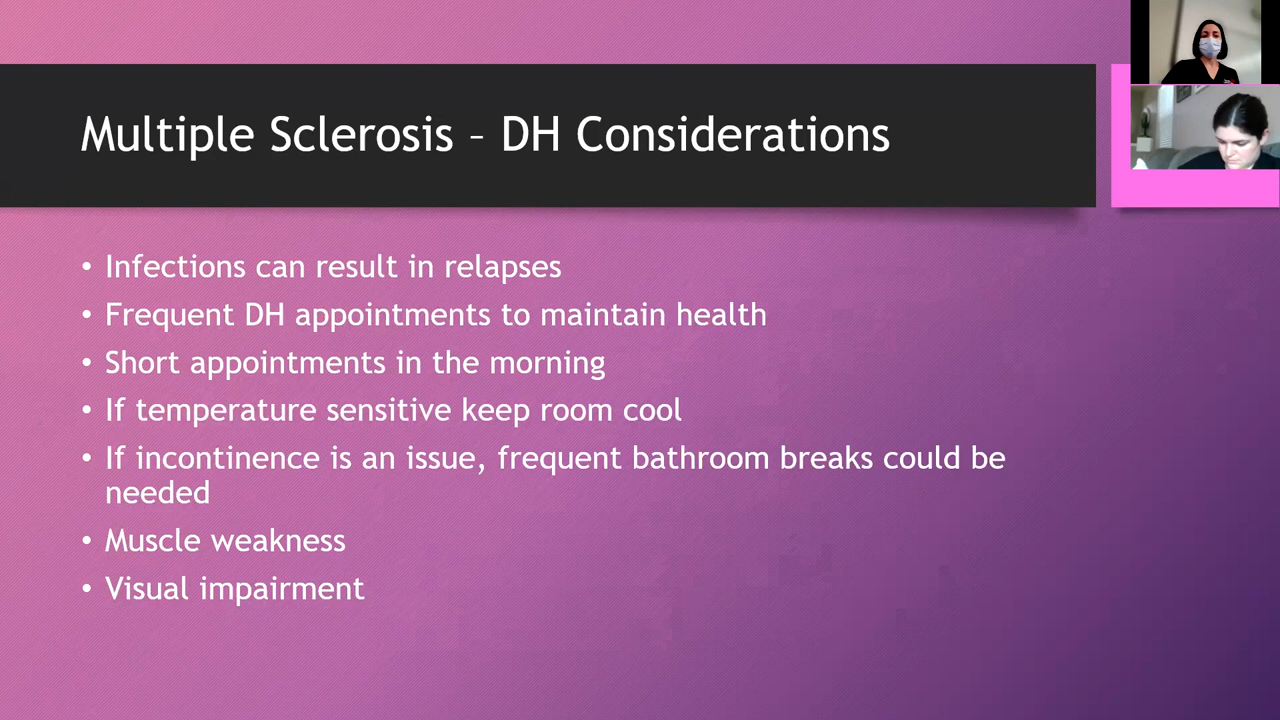 Multiple Sclerosis – DH Considerations
• Infections can result in relapses
• Frequent DH appointments to maintain health
• Short appointments in the morning
• If temperature sensitive keep room cool
• If incontinence is an issue, frequent bathroom breaks could be
needed
• Muscle weakness
• Visual impairment